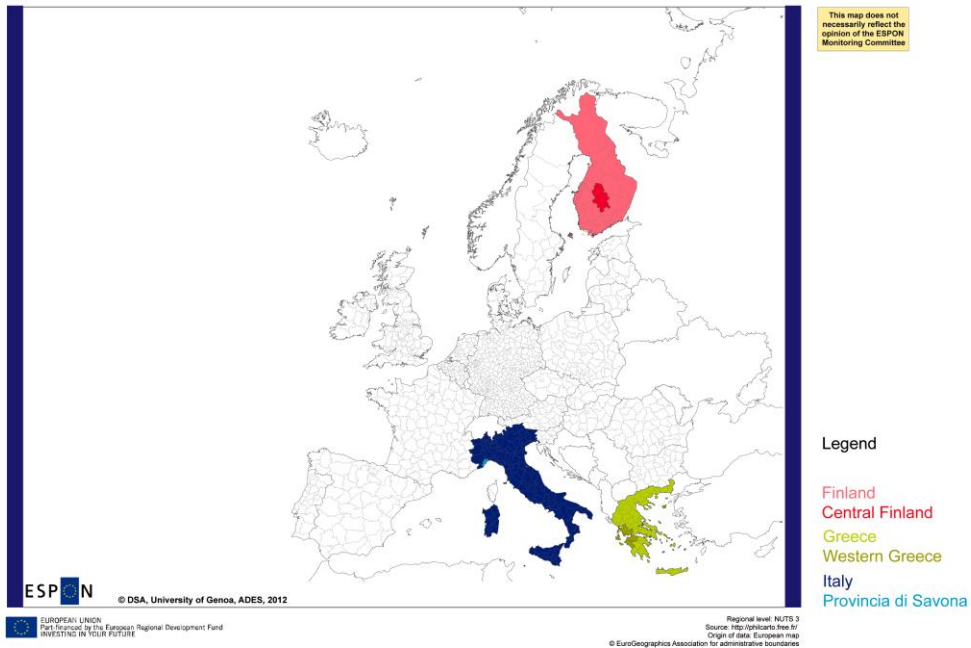 This map does not
necessarily reflect the
opinion of the ESPON
Monitoring Committee
Legend
Finland
Central Finland
Greece
Western Greece
Italy
Provincia di Savona
ESPON
© DSA, University of Genoa, ADES, 2012
EUROPEAN UNION
Part-financed by the European Regional Development Fund
INVESTING IN YOUR FUTURE
Regional level: NUTS 3
Source: http://philcarto.free.fr/
Origin of data: European map
© EuroGeographics Association for administrative boundaries